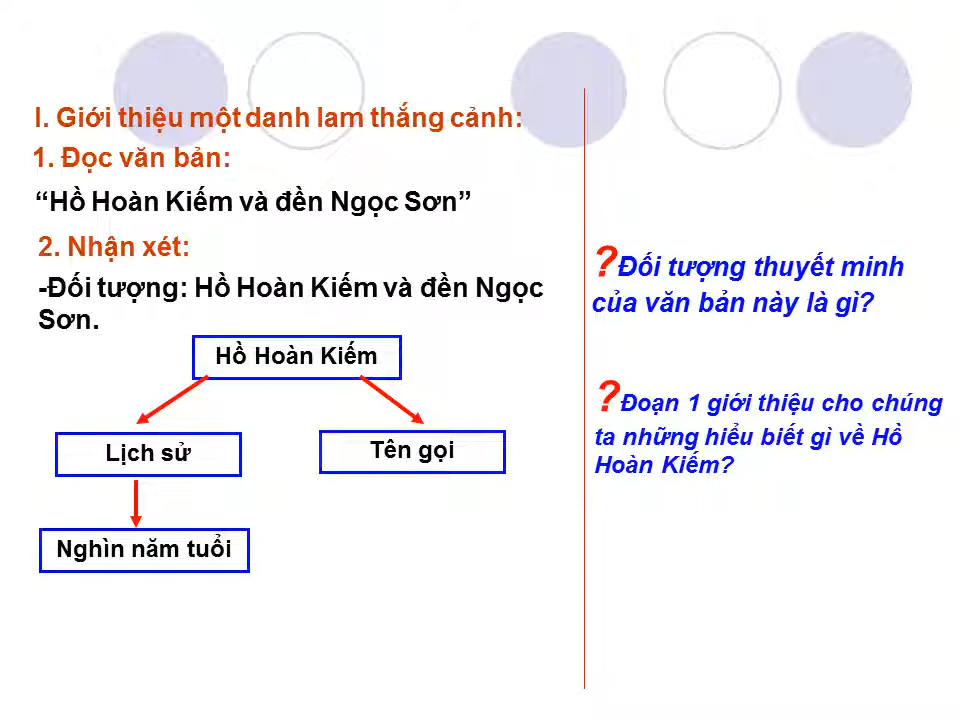 I. Giới thiệu một danh lam thắng cảnh:
1. Đọc văn bản:
“Hồ Hoàn Kiếm và đền Ngọc Sơn”
2. Nhận xét:
-Đối tượng: Hồ Hoàn Kiếm và đền Ngọc
Sơn.
Hồ Hoàn Kiếm
Lịch sử
Tên gọi
Nghìn năm tuổi
?Đối tượng thuyết minh
của văn bản này là gì?
?Đoạn 1 giới thiệu cho chúng
ta những hiểu biết gì về Hồ
Hoàn Kiếm?